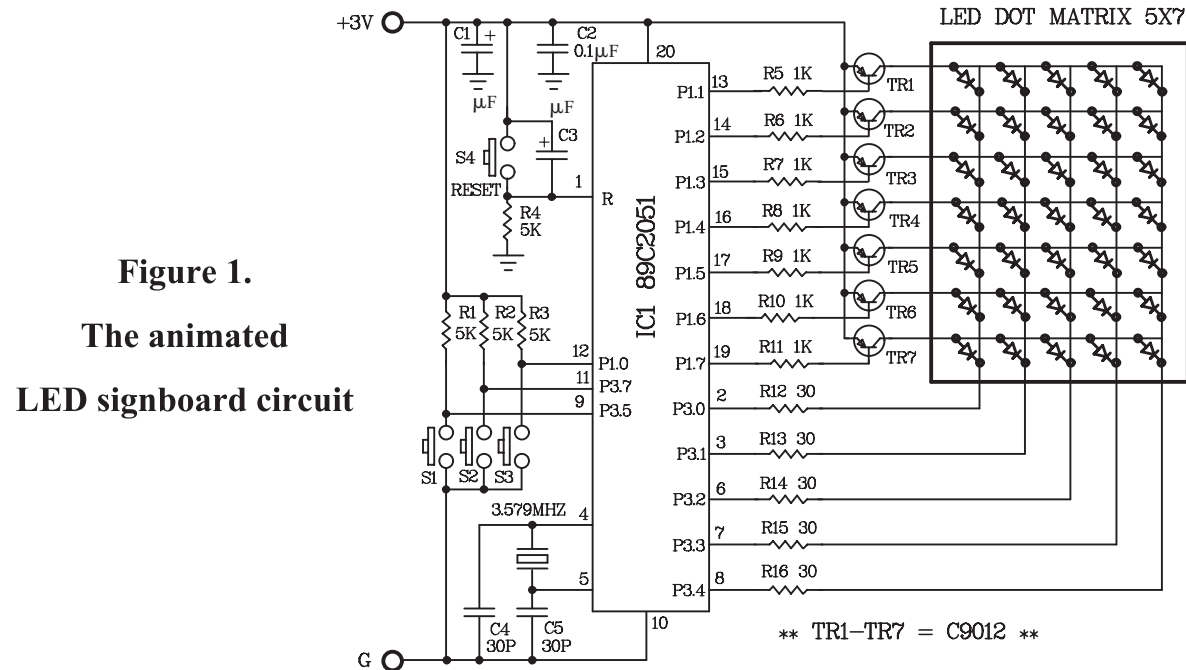 LED DOT MATRIX 5X7
+3V
C1
+
μF
C2
0.1μF
μF
20
S4
RESET
+
C3
1
R
R4
5K
IC1 89C2051
P1.1
13
R5 1K
TR1
P1.2
14
R6 1K
TR2
P1.3
15
R7 1K
TR3
P1.4
16
R8 1K
TR4
P1.5
17
R9 1K
TR5
P1.6
18
R10 1K
TR6
P1.7
19
R11 1K
TR7
Figure 1.
The animated
LED signboard circuit
R1
5K
R2
5K
R3
5K
12
P1.0
11
P3.7
9
P3.5
S1
S2
S3
P3.0
2
R12 30
P3.1
3
R13 30
P3.2
6
R14 30
P3.3
7
R15 30
P3.4
8
R16 30
3.579MHZ
4
5
C4
30P
C5
30P
10
G
** TR1-TR7 = C9012 **